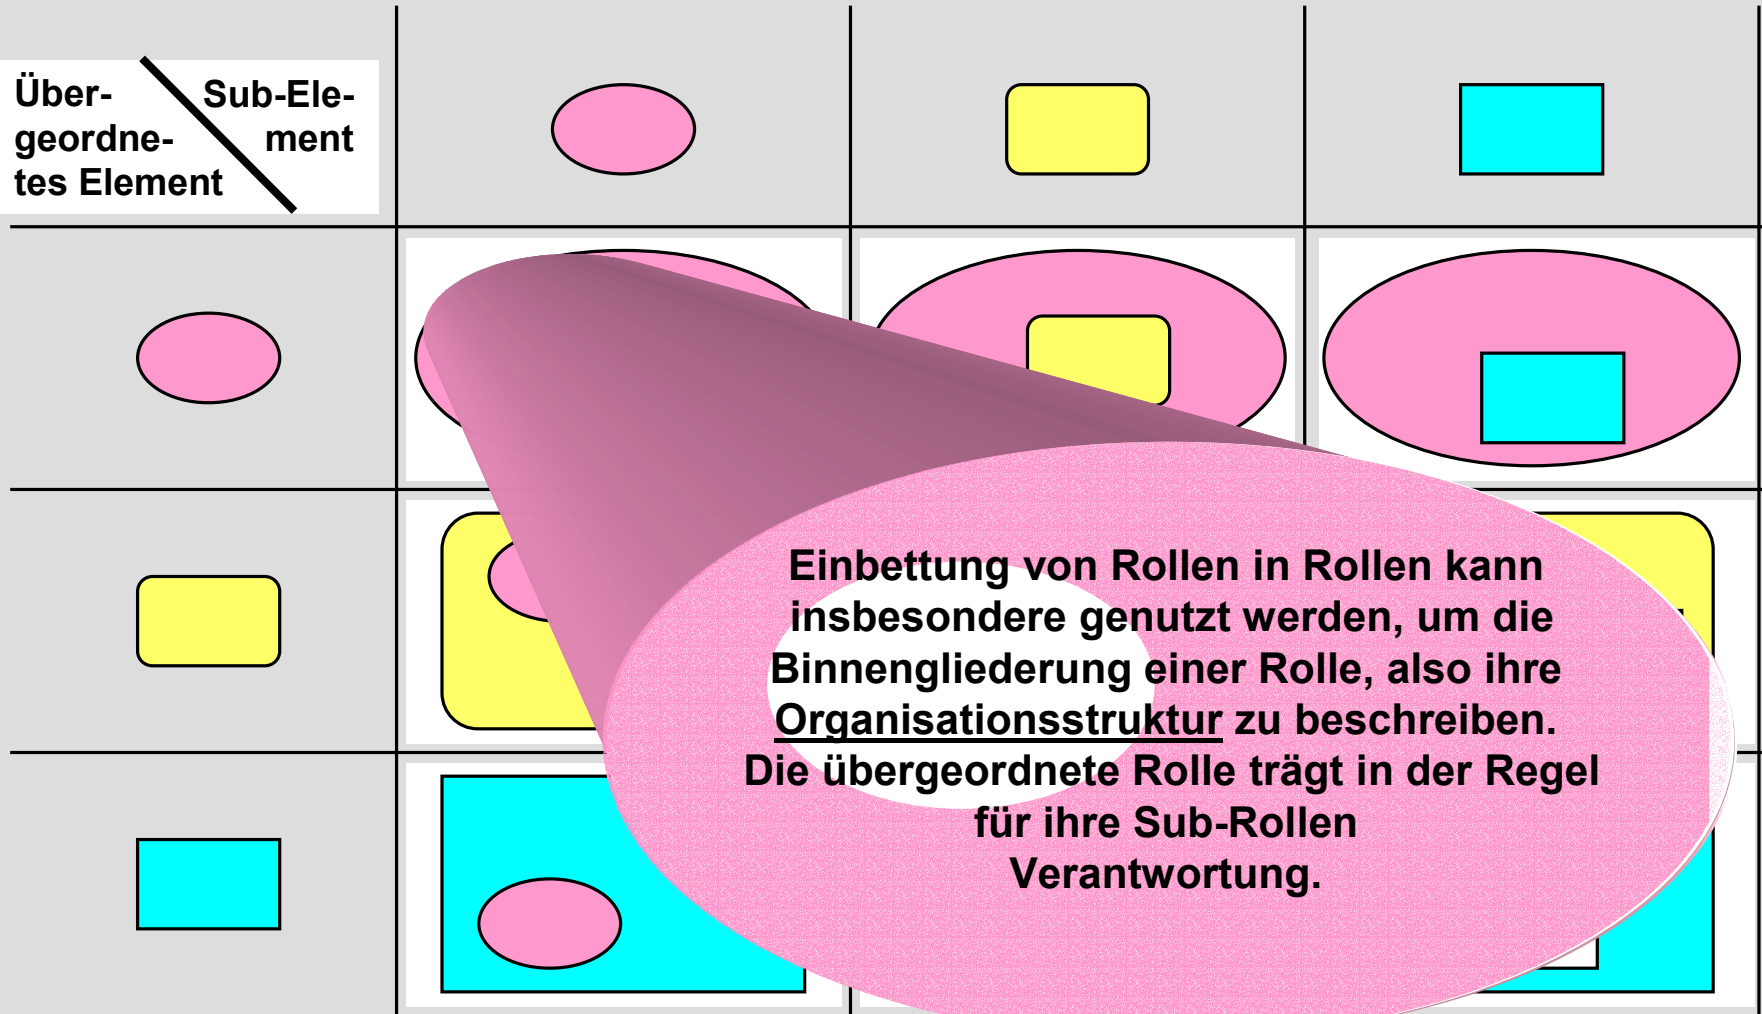 Über- Sub-Ele-
geordne- ment
tes Element
Einbettung von Rollen in Rollen kann
insbesondere genutzt werden, um die
Binnengliederung einer Rolle, also ihre
Organisationsstruktur zu beschreiben.
Die übergeordnete Rolle trägt in der Regel
für ihre Sub-Rollen
Verantwortung.